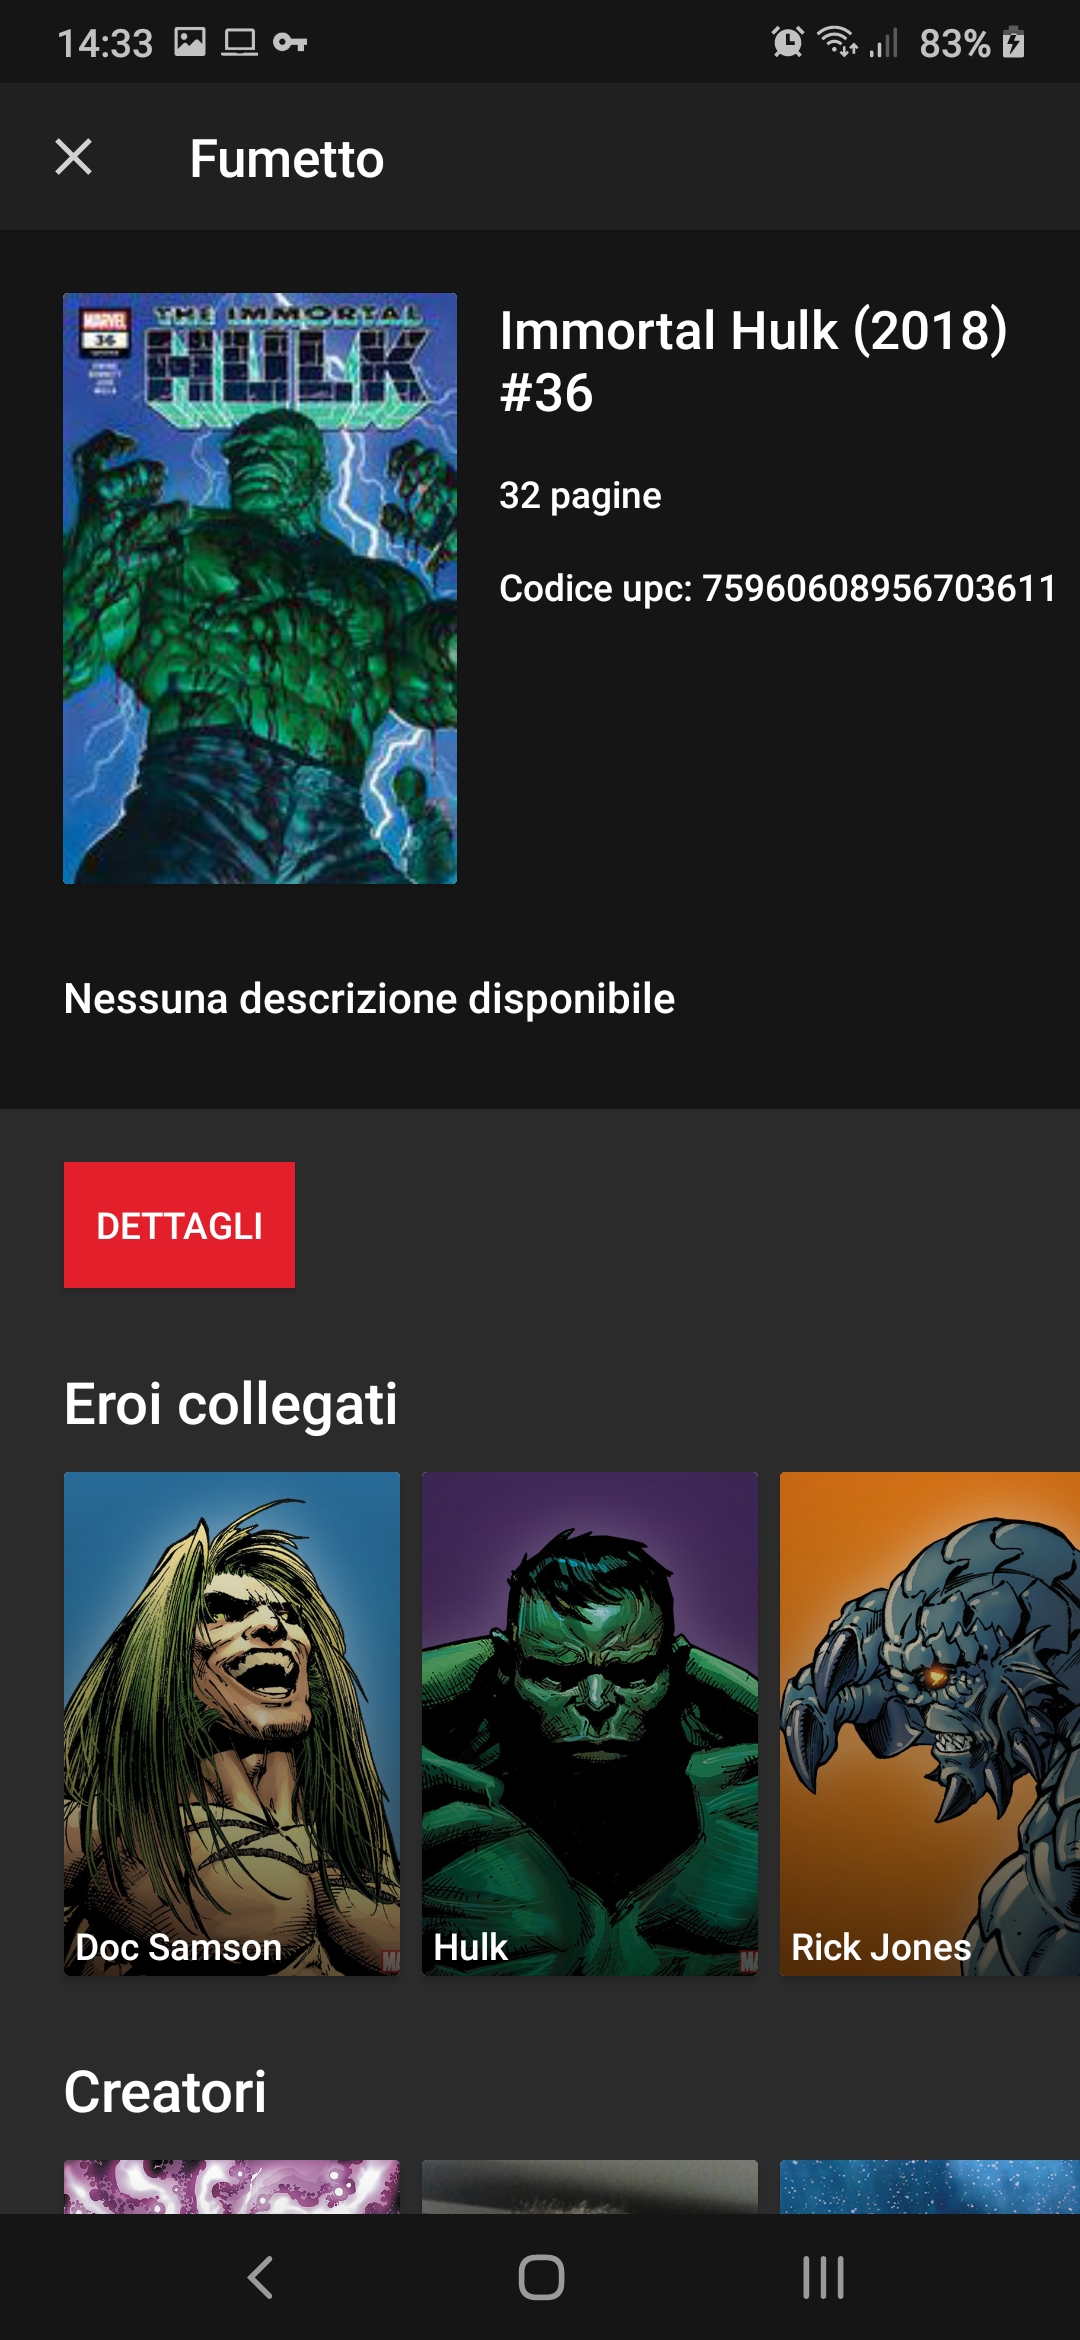 14:33
83%
Fumetto
MARVEL
36
THE IMMORTAL
HULK
Immortal Hulk (2018)
#36
32 pagine
Codice upc: 75960608956703611
Nessuna descrizione disponibile
DETTAGLI
Eroi collegati
Doc Samson
Hulk
Rick Jones
Creatori